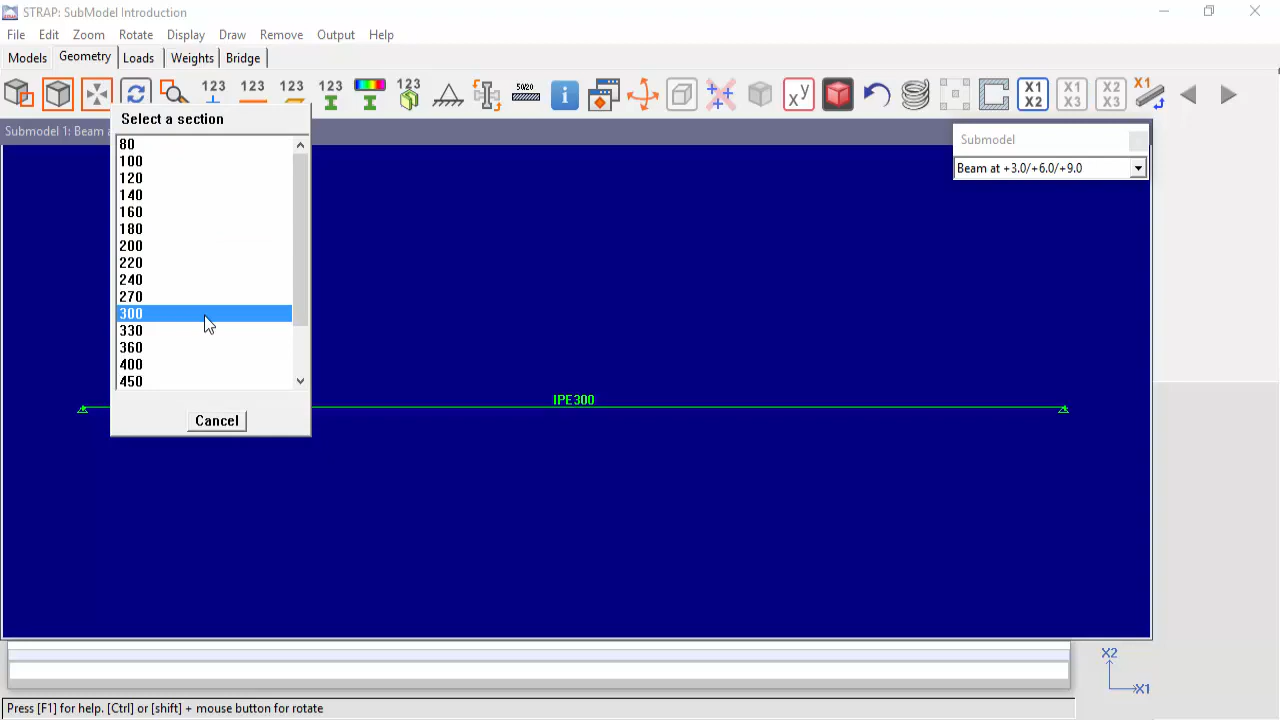 STRAP: SubModel Introduction
File Edit Zoom Rotate Display Draw Remove Output Help
Models Geometry Loads Weights Bridge
123 123 123 123 123 5020 i xy X1 X2 X1 X3 X2 X3 X1
Select a section
Submodel 1: Beam a
Submodel
Beam at +3.0/+6.0/+9.0
80
100
120
140
160
180
200
220
240
270
300
330
360
400
450
Cancel
IPE300
X2
X1
Press [F1] for help. [Ctrl] or [shift] + mouse button for rotate